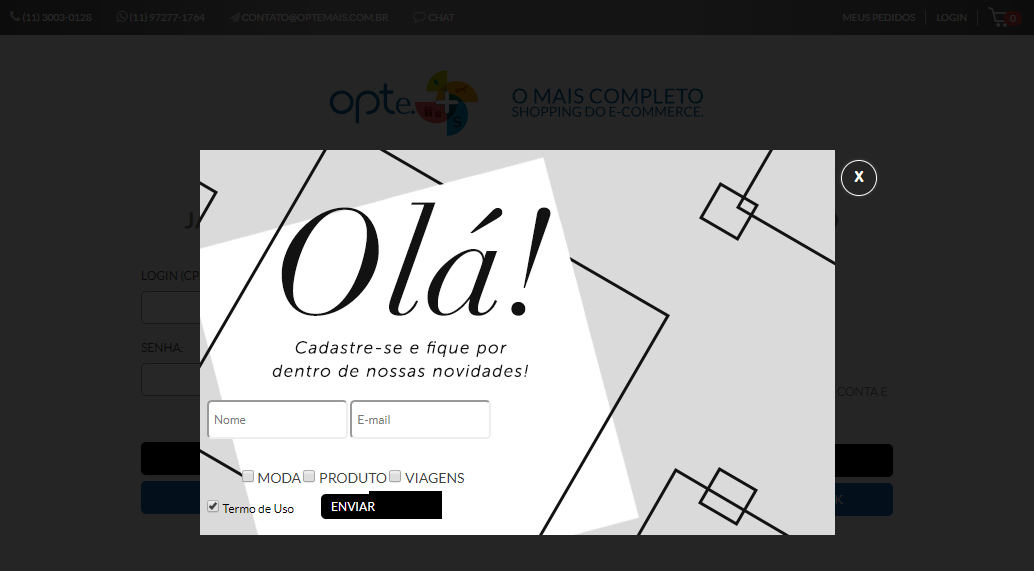 (11) 3003-0128 (11) 97277-1764 CONTATO@OPTEMAIS.COM.BR CHAT MEUS PEDIDOS LOGIN 0
opte.+
O MAIS COMPLETO
SHOPPING DO E-COMMERCE.
X
Olá!
LOGIN (CP
Cadastre-se e fique por
SENHA:
dentro de nossas novidades!
CONTA E
Nome E-mail
MODA PRODUTO VIAGENS
Termo de Uso ENVIAR